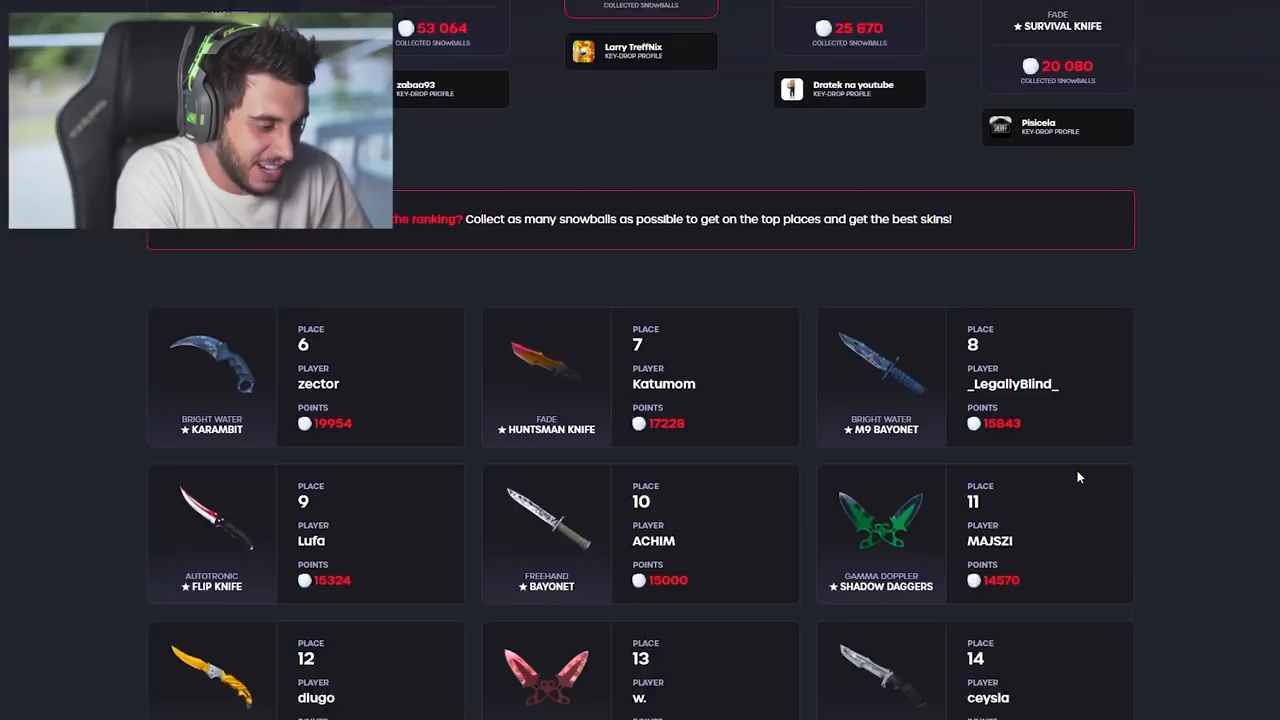 COLLECTED SNOWBALLS
53 064
COLLECTED SNOWBALLS
25 870
COLLECTED SNOWBALLS
FADE
★ SURVIVAL KNIFE
20 080
COLLECTED SNOWBALLS
zabaa93
KEY-DROP PROFILE
Larry TreffNix
KEY-DROP PROFILE
Dratek na youtube
KEY-DROP PROFILE
SHERIFF
Pisicela
KEY-DROP PROFILE
the ranking? Collect as many snowballs as possible to get on the top places and get the best skins!
BRIGHT WATER
★ KARAMBIT
PLACE
6
PLAYER
zector
POINTS
19954
FADE
★ HUNTSMAN KNIFE
PLACE
7
PLAYER
Katumom
POINTS
17228
BRIGHT WATER
★ M9 BAYONET
PLACE
8
PLAYER
_LegallyBlind_
POINTS
15843
AUTOTRONIC
★ FLIP KNIFE
PLACE
9
PLAYER
Lufa
POINTS
15324
FREEHAND
★ BAYONET
PLACE
10
PLAYER
ACHIM
POINTS
15000
GAMMA DOPPLER
★ SHADOW DAGGERS
PLACE
11
PLAYER
MAJSZI
POINTS
14570
PLACE
12
PLAYER
dlugo
PLACE
13
PLAYER
w.
PLACE
14
PLAYER
ceysla